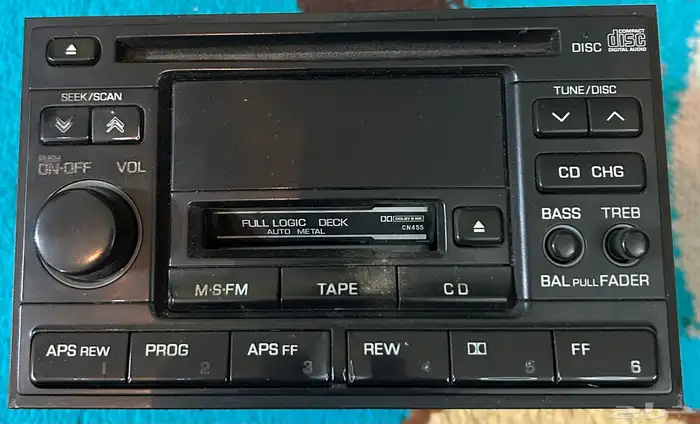 DISC
COMPACT
disc
DIGITAL AUDIO
SEEK/SCAN
TUNE/DISC
PUSH
ON·OFF VOL
CD CHG
FULL LOGIC DECK
AUTO METAL
DOLBY B NR
CN455
BASS TREB
BAL PULL FADER
M·S·FM TAPE CD
APS REW 1
PROG 2
APS FF 3
REW 4
5
FF 6